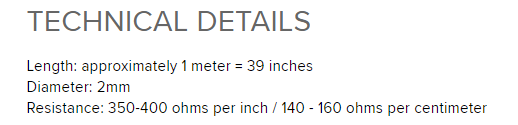 TECHNICAL DETAILS
Length: approximately 1 meter = 39 inches
Diameter: 2mm
Resistance: 350-400 ohms per inch / 140 - 160 ohms per centimeter